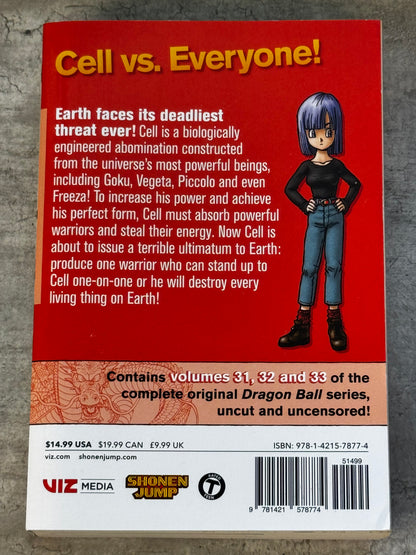 Cell vs. Everyone!
Earth faces its deadliest
threat ever! Cell is a biologically
engineered abomination constructed
from the universe's most powerful beings,
including Goku, Vegeta, Piccolo and even
Freeza! To increase his power and achieve
his perfect form, Cell must absorb powerful
warriors and steal their energy. Now Cell is
about to issue a terrible ultimatum to Earth:
produce one warrior who can stand up to
Cell one-on-one or he will destroy every
living thing on Earth!
Contains volumes 31, 32 and 33 of the
complete original Dragon Ball series,
uncut and uncensored!
$14.99 USA $19.99 CAN £9.99 UK
viz.com shonenjump.com
ISBN: 978-1-4215-7877-4
51499
VIZ MEDIA
SHONEN
JUMP
T
TEEN
9 781421 578774